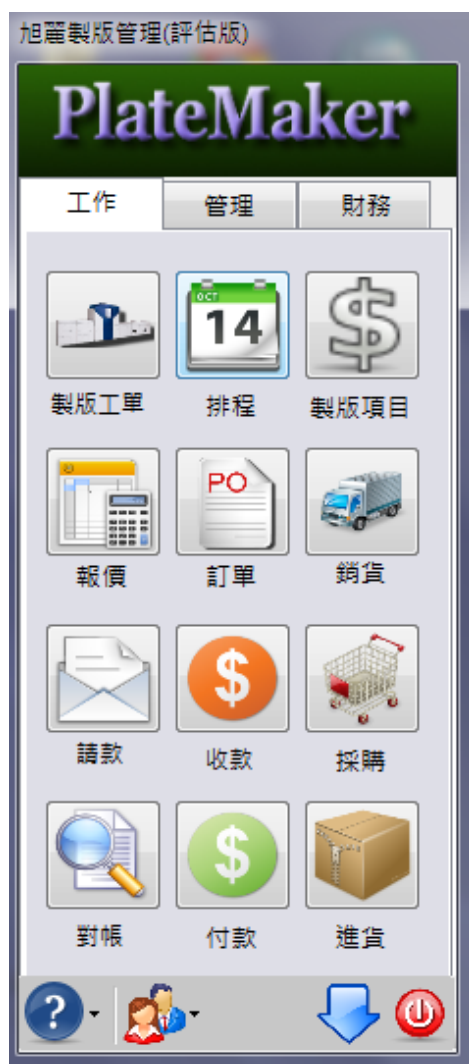 旭麗製版管理(評估版)
PlateMaker
工作 管理 財務
OCT
14
製版工單 排程 製版項目
PO
報價 訂單 銷貨
請款 收款 採購
對帳 付款 進貨